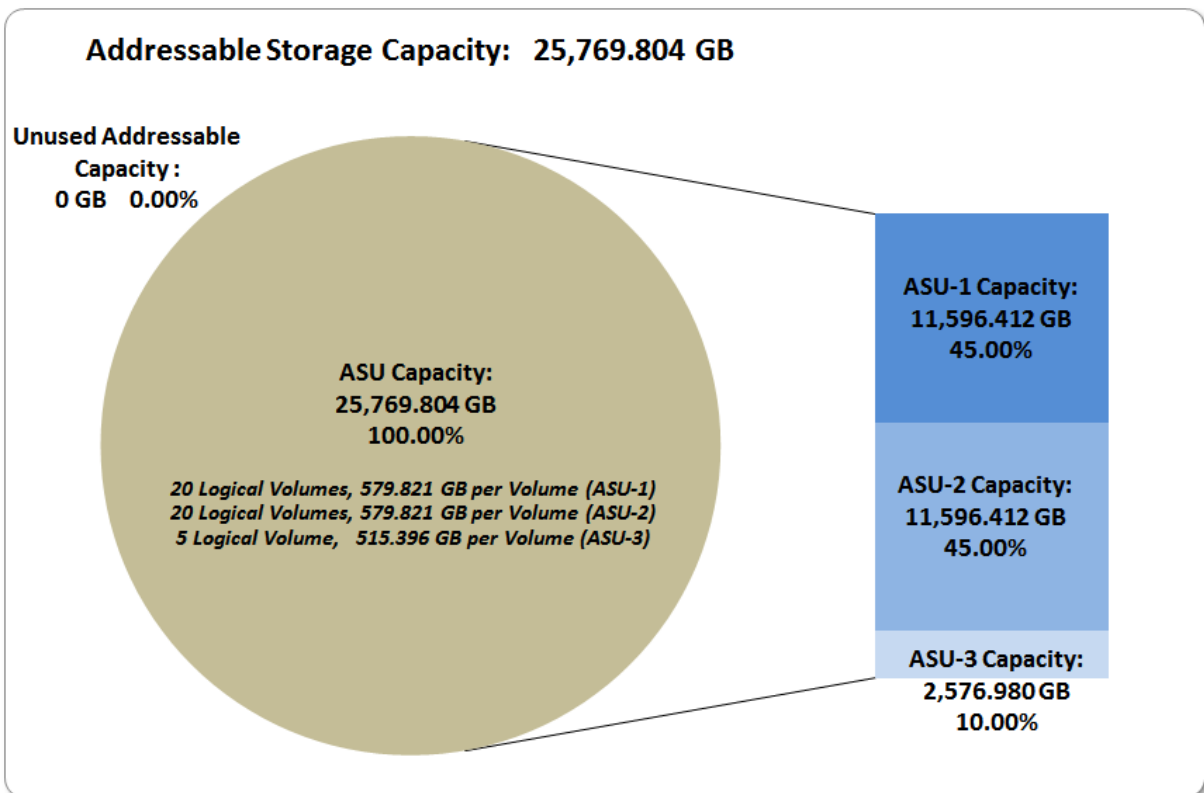 Addressable Storage Capacity: 25,769.804 GB
Unused Addressable
Capacity :
0 GB 0.00%
ASU Capacity:
25,769.804 GB
100.00%
20 Logical Volumes, 579.821 GB per Volume (ASU-1)
20 Logical Volumes, 579.821 GB per Volume (ASU-2)
5 Logical Volume, 515.396 GB per Volume (ASU-3)
ASU-1 Capacity:
11,596.412 GB
45.00%
ASU-2 Capacity:
11,596.412 GB
45.00%
ASU-3 Capacity:
2,576.980 GB
10.00%